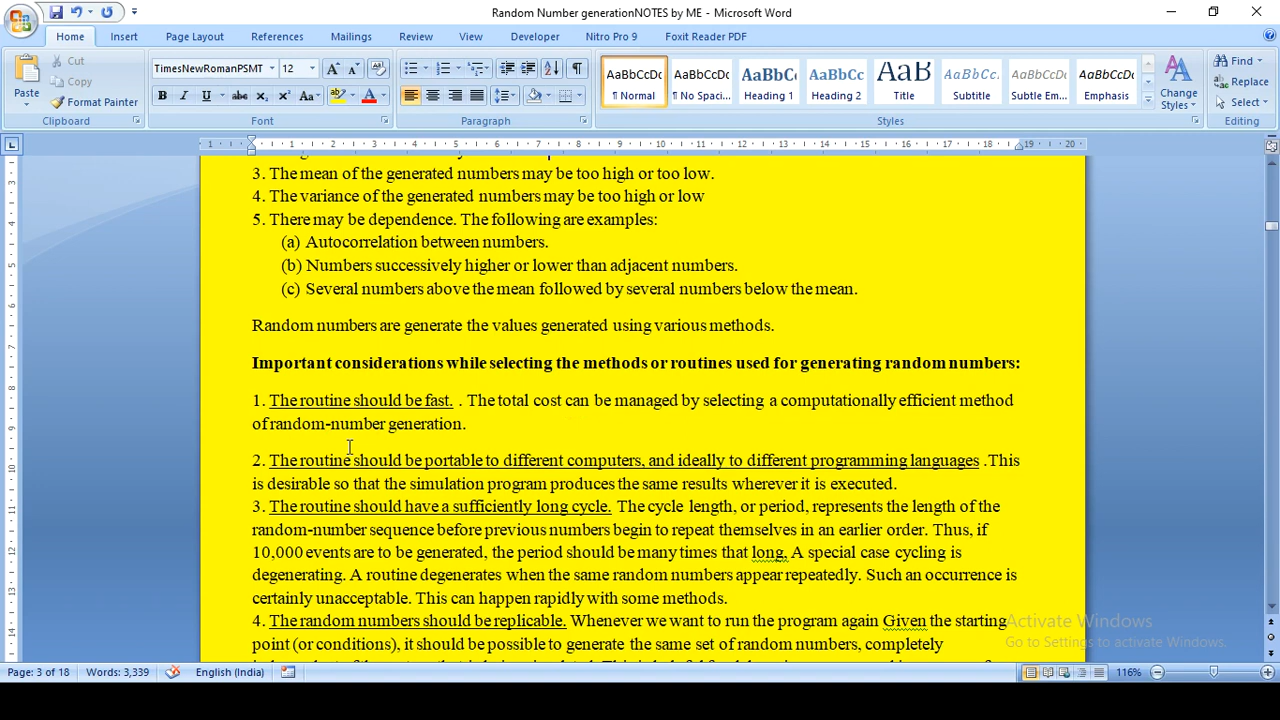 Random Number generationNOTES by ME - Microsoft Word
Home Insert Page Layout References Mailings Review View Developer Nitro Pro 9 Foxit Reader PDF
Paste
Cut
Copy
Format Painter
Clipboard
TimesNewRomanPSMT 12
Font
Paragraph
AaBbCcDc AaBbCcDc AaBbCc AaBbCc AaB AaBbCc. AaBbCcDc AaBbCcDc
¶ Normal ¶ No Spaci... Heading 1 Heading 2 Title Subtitle Subtle Em... Emphasis
Change Styles
Styles
Find
Replace
Select
Editing
3. The mean of the generated numbers may be too high or too low.
4. The variance of the generated numbers may be too high or low
5. There may be dependence. The following are examples:
(a) Autocorrelation between numbers.
(b) Numbers successively higher or lower than adjacent numbers.
(c) Several numbers above the mean followed by several numbers below the mean.
Random numbers are generate the values generated using various methods.
Important considerations while selecting the methods or routines used for generating random numbers:
1. The routine should be fast. . The total cost can be managed by selecting a computationally efficient method
of random-number generation.
2. The routine should be portable to different computers, and ideally to different programming languages .This
is desirable so that the simulation program produces the same results wherever it is executed.
3. The routine should have a sufficiently long cycle. The cycle length, or period, represents the length of the
random-number sequence before previous numbers begin to repeat themselves in an earlier order. Thus, if
10,000 events are to be generated, the period should be many times that long, A special case cycling is
degenerating. A routine degenerates when the same random numbers appear repeatedly. Such an occurrence is
certainly unacceptable. This can happen rapidly with some methods.
4. The random numbers should be replicable. Whenever we want to run the program again Given the starting
point (or conditions), it should be possible to generate the same set of random numbers, completely
Activate Windows
Go to Settings to activate Windows.
Page: 3 of 18 Words: 3,339 English (India) 116%